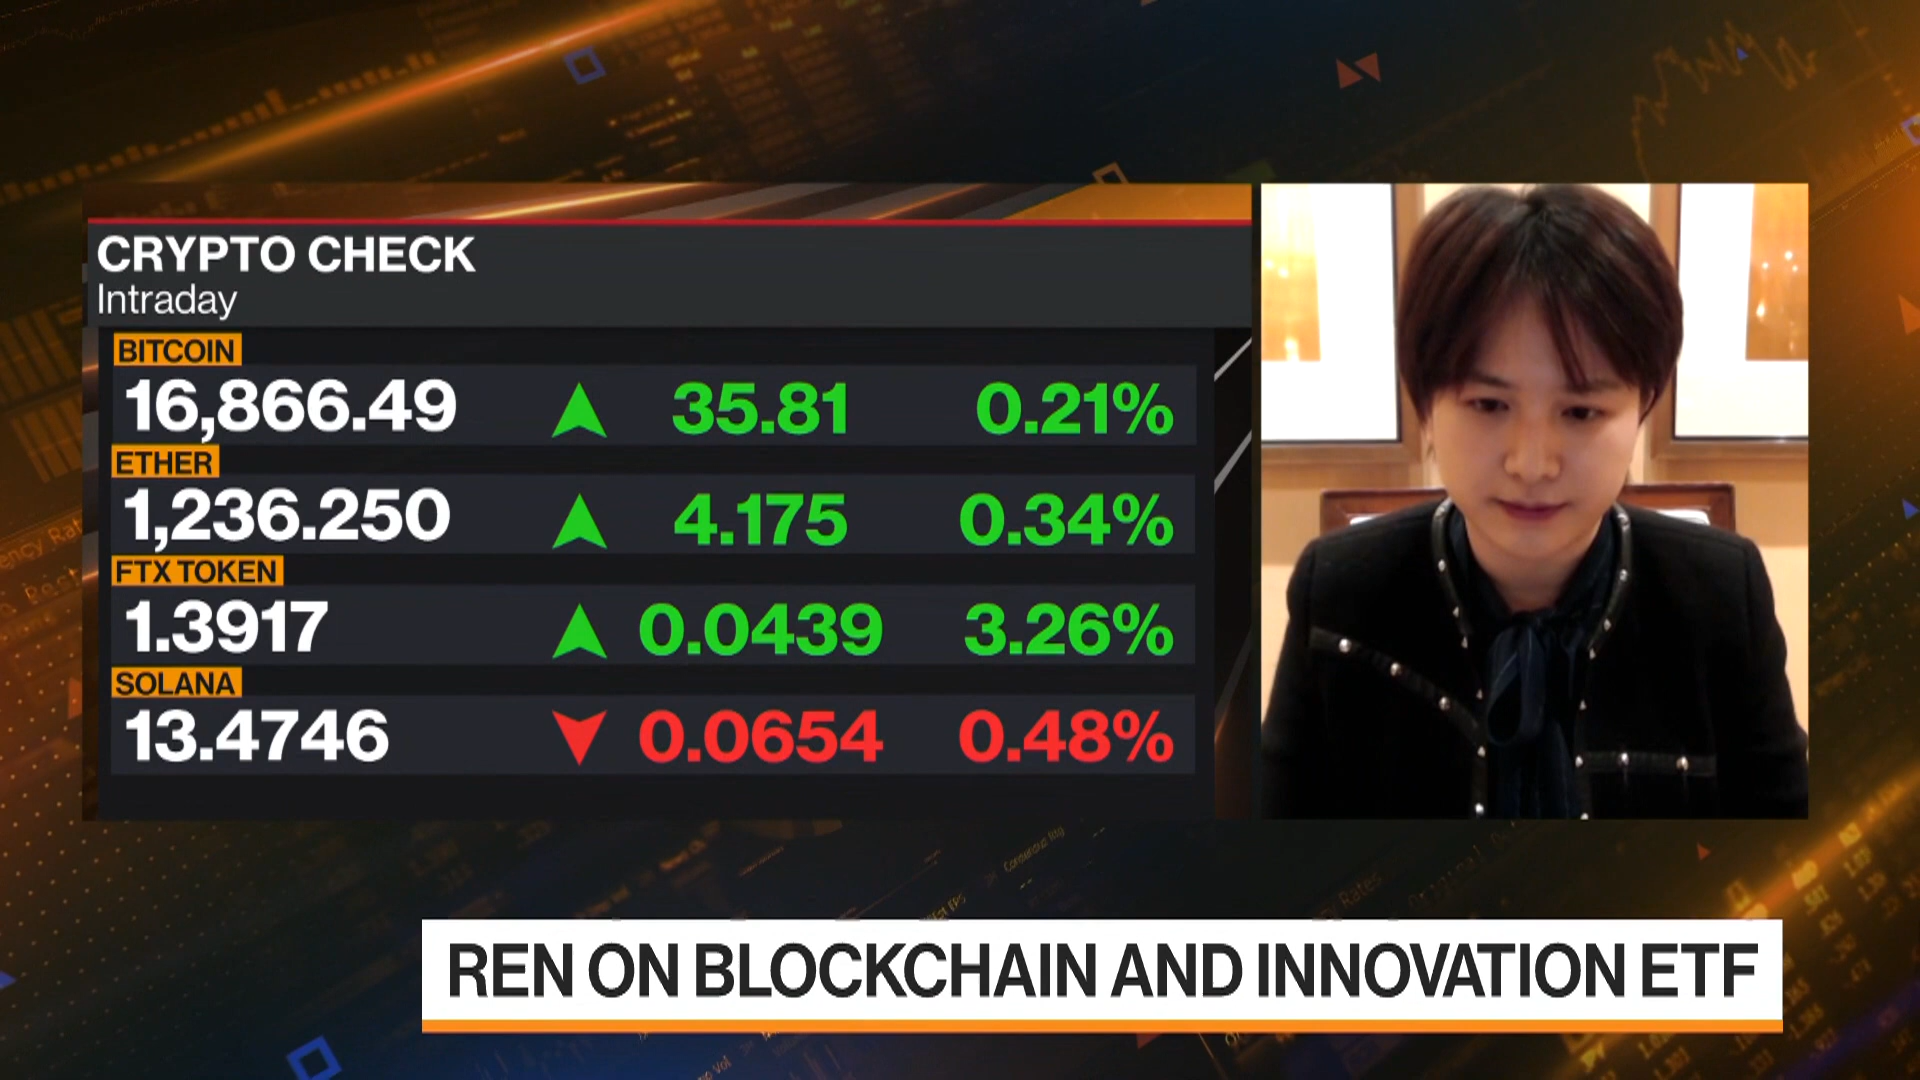 CRYPTO CHECK
Intraday
BITCOIN
16,866.49 ▲ 35.81 0.21%
ETHER
1,236.250 ▲ 4.175 0.34%
FTX TOKEN
1.3917 ▲ 0.0439 3.26%
SOLANA
13.4746 ▼ 0.0654 0.48%
REN ON BLOCKCHAIN AND INNOVATION ETF